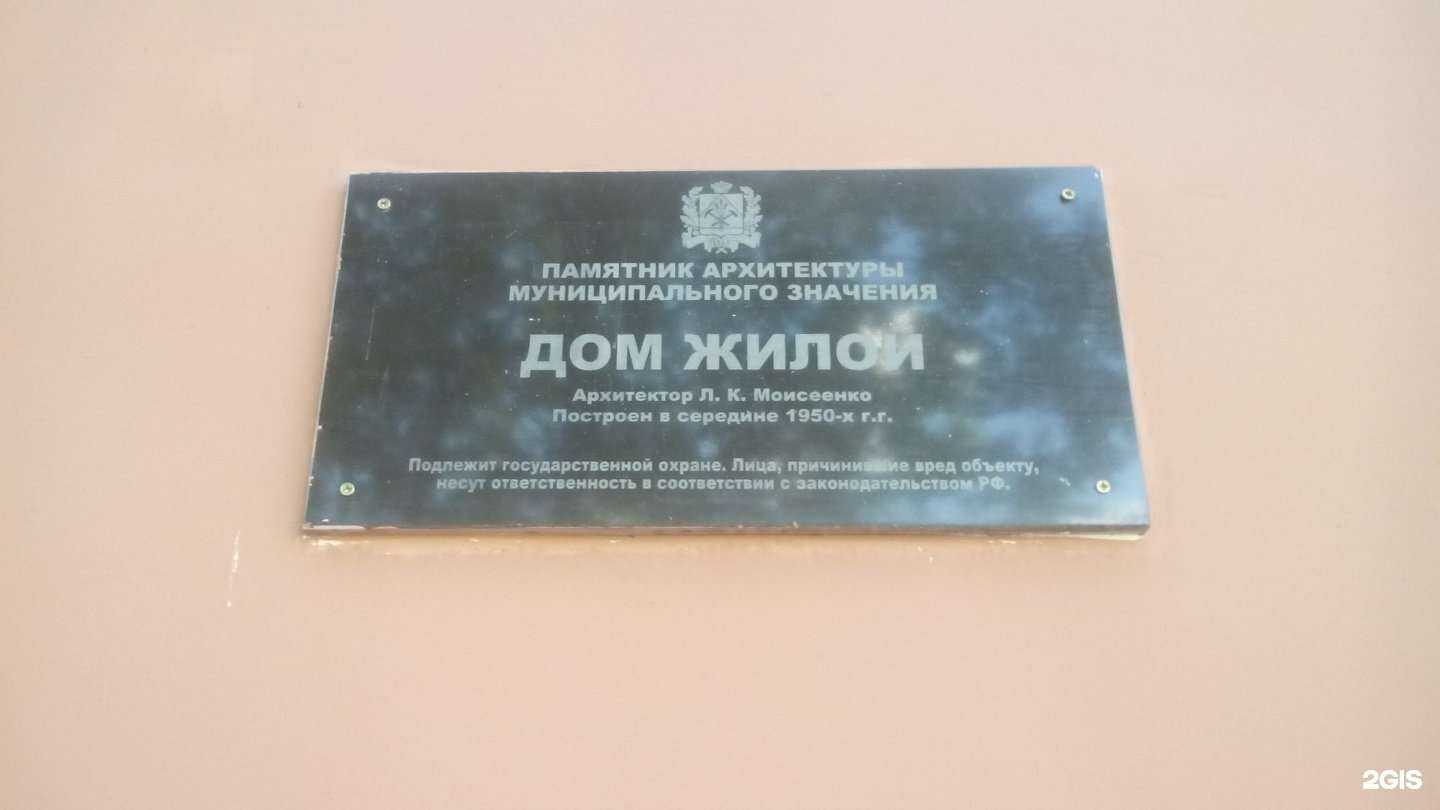 ПАМЯТНИК АРХИТЕКТУРЫ
МУНИЦИПАЛЬНОГО ЗНАЧЕНИЯ
ДОМ ЖИЛОЙ
Архитектор Л. К. Моисеенко
Построен в середине 1950-х г.г.
Подлежит государственной охране. Лица, причинившие вред объекту,
несут ответственность в соответствии с законодательством РФ.
2GIS